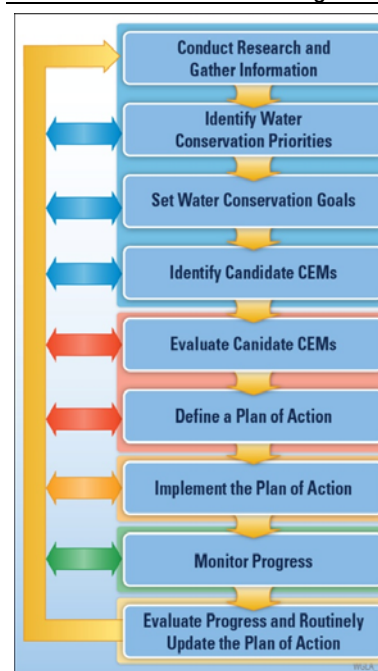 Conduct Research and
Gather Information
Identify Water
Conservation Priorities
Set Water Conservation Goals
Identify Candidate CEMs
Evaluate Canidate CEMs
Define a Plan of Action
Implement the Plan of Action
Monitor Progress
Evaluate Progress and Routinely
Update the Plan of Action